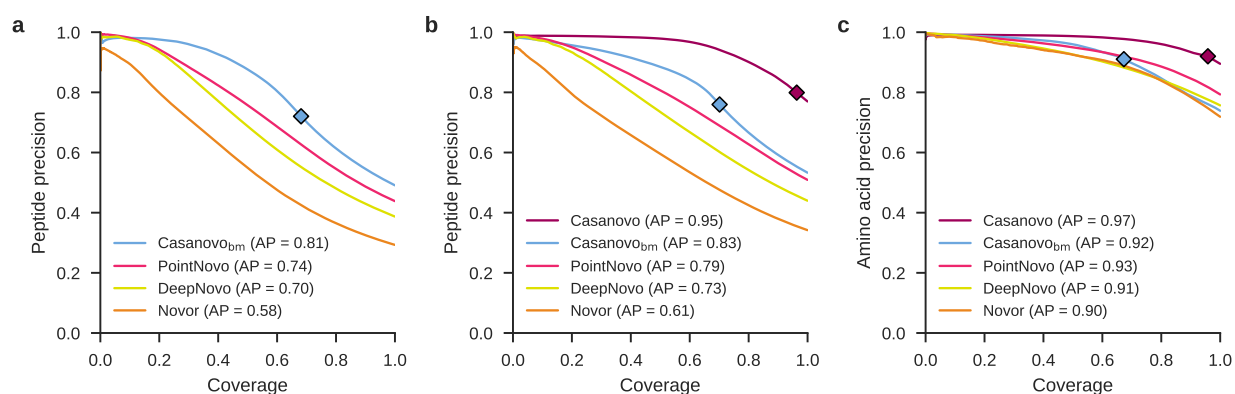 a
Peptide precision
1.0
0.8
0.6
0.4
0.2
0.0
Casanovobm (AP = 0.81)
PointNovo (AP = 0.74)
DeepNovo (AP = 0.70)
Novor (AP = 0.58)
0.0 0.2 0.4 0.6 0.8 1.0
Coverage
b
Peptide precision
1.0
0.8
0.6
0.4
0.2
0.0
Casanovo (AP = 0.95)
Casanovobm (AP = 0.83)
PointNovo (AP = 0.79)
DeepNovo (AP = 0.73)
Novor (AP = 0.61)
0.0 0.2 0.4 0.6 0.8 1.0
Coverage
c
Amino acid precision
1.0
0.8
0.6
0.4
0.2
0.0
Casanovo (AP = 0.97)
Casanovobm (AP = 0.92)
PointNovo (AP = 0.93)
DeepNovo (AP = 0.91)
Novor (AP = 0.90)
0.0 0.2 0.4 0.6 0.8 1.0
Coverage